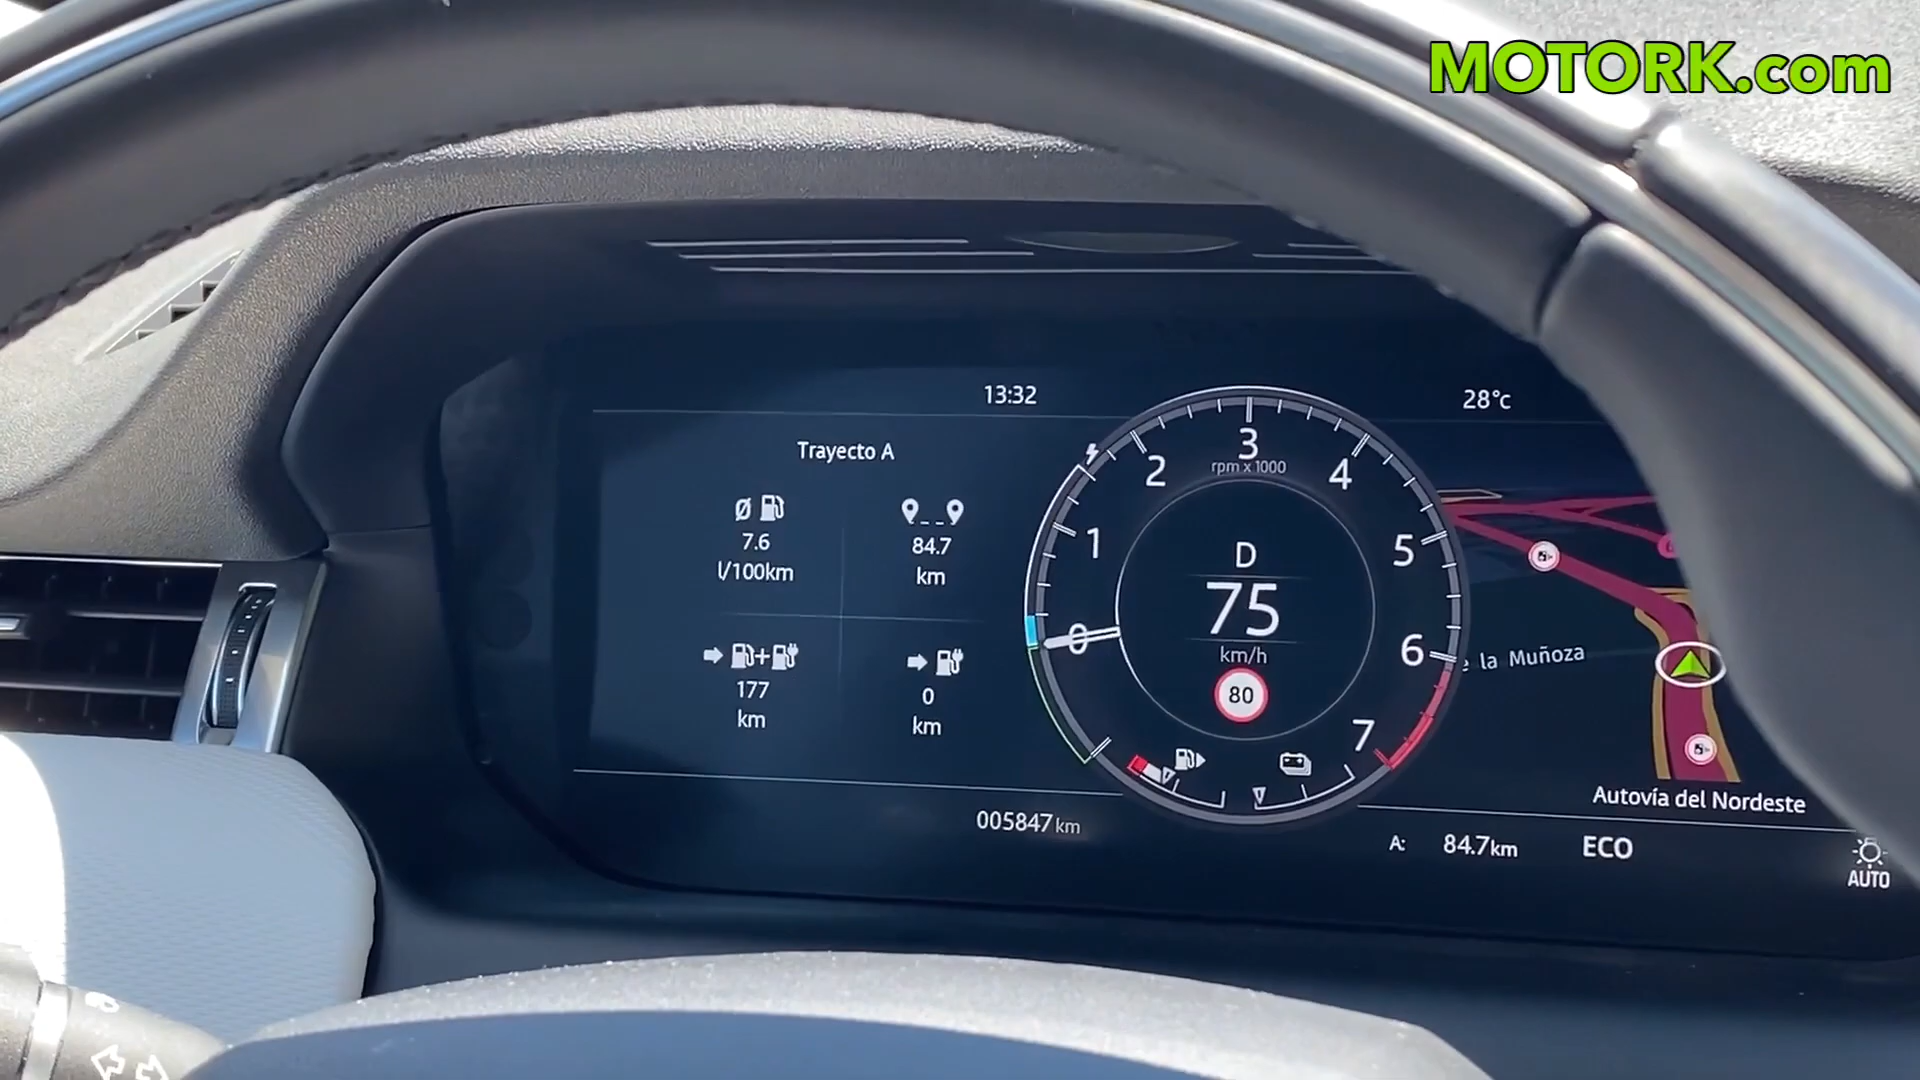 MOTORK.com
13:32
28°c
Trayecto A
Ø
7.6
l/100km
84.7
km
+
177
km
0
km
0
1
2
3
4
5
6
7
rpm x 1000
D
75
km/h
80
la Muñoza
Autovía del Nordeste
005847 km
A: 84.7km ECO
AUTO